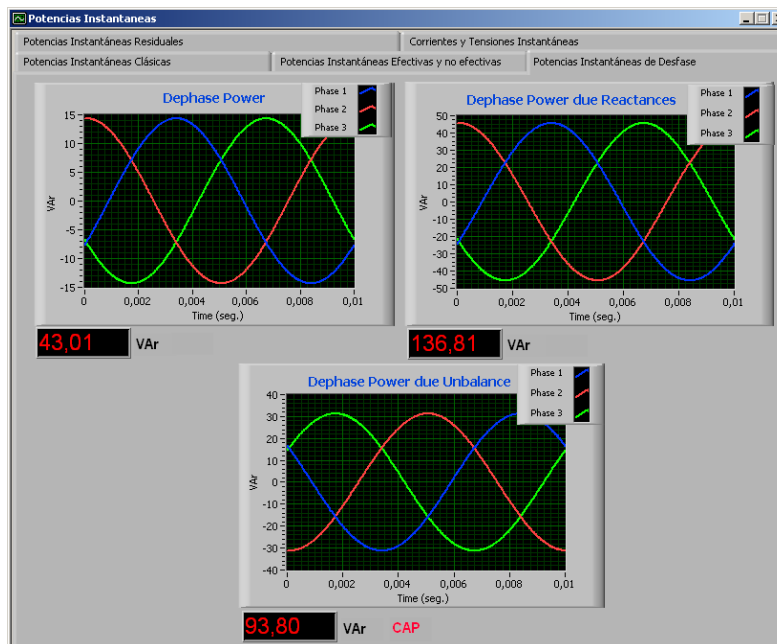 Potencias Instantaneas
Potencias Instantáneas Residuales
Corrientes y Tensiones Instantáneas
Potencias Instantáneas Clásicas
Potencias Instantáneas Efectivas y no efectivas
Potencias Instantáneas de Desfase
Dephase Power
Phase 1
Phase 2
Phase 3
15
10
5
0
-5
-10
-15
VAr
0
0,002
0,004
0,006
0,008
0,01
Time (seg.)
43,01
VAr
Dephase Power due Reactances
Phase 1
Phase 2
Phase 3
50
40
30
20
10
0
-10
-20
-30
-40
-50
VAr
0
0,002
0,004
0,006
0,008
0,01
Time (seg.)
136,81
VAr
Dephase Power due Unbalance
Phase 1
Phase 2
Phase 3
40
30
20
10
0
-10
-20
-30
-40
VAr
0
0,002
0,004
0,006
0,008
0,01
Time (seg.)
93,80
VAr
CAP